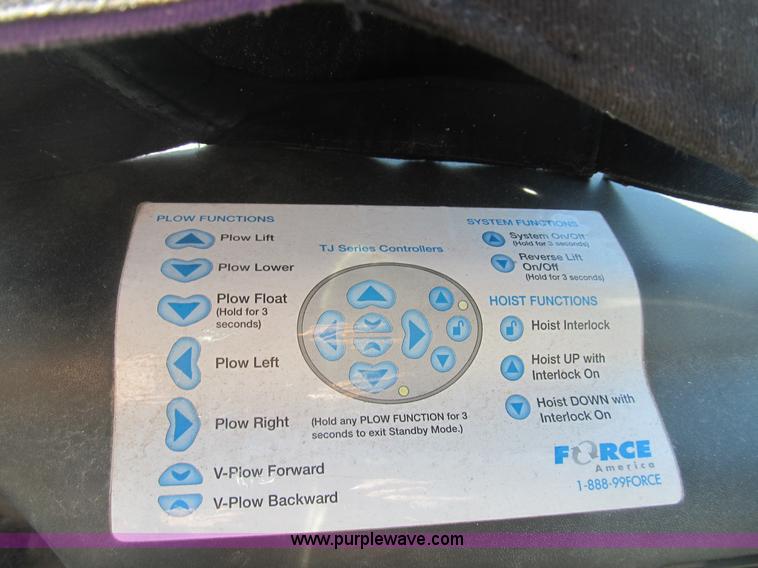 PLOW FUNCTIONS
Plow Lift
Plow Lower
Plow Float
(Hold for 3
seconds)
Plow Left
Plow Right
V-Plow Forward
V-Plow Backward
TJ Series Controllers
(Hold any PLOW FUNCTION for 3
seconds to exit Standby Mode.)
SYSTEM FUNCTIONS
System On/Off
(Hold for 3 seconds)
Reverse Lift
On/Off
(Hold for 3 seconds)
HOIST FUNCTIONS
Hoist Interlock
Hoist UP with
Interlock On
Hoist DOWN with
Interlock On
FORCE
America
1-888-99FORCE
www.purplewave.com